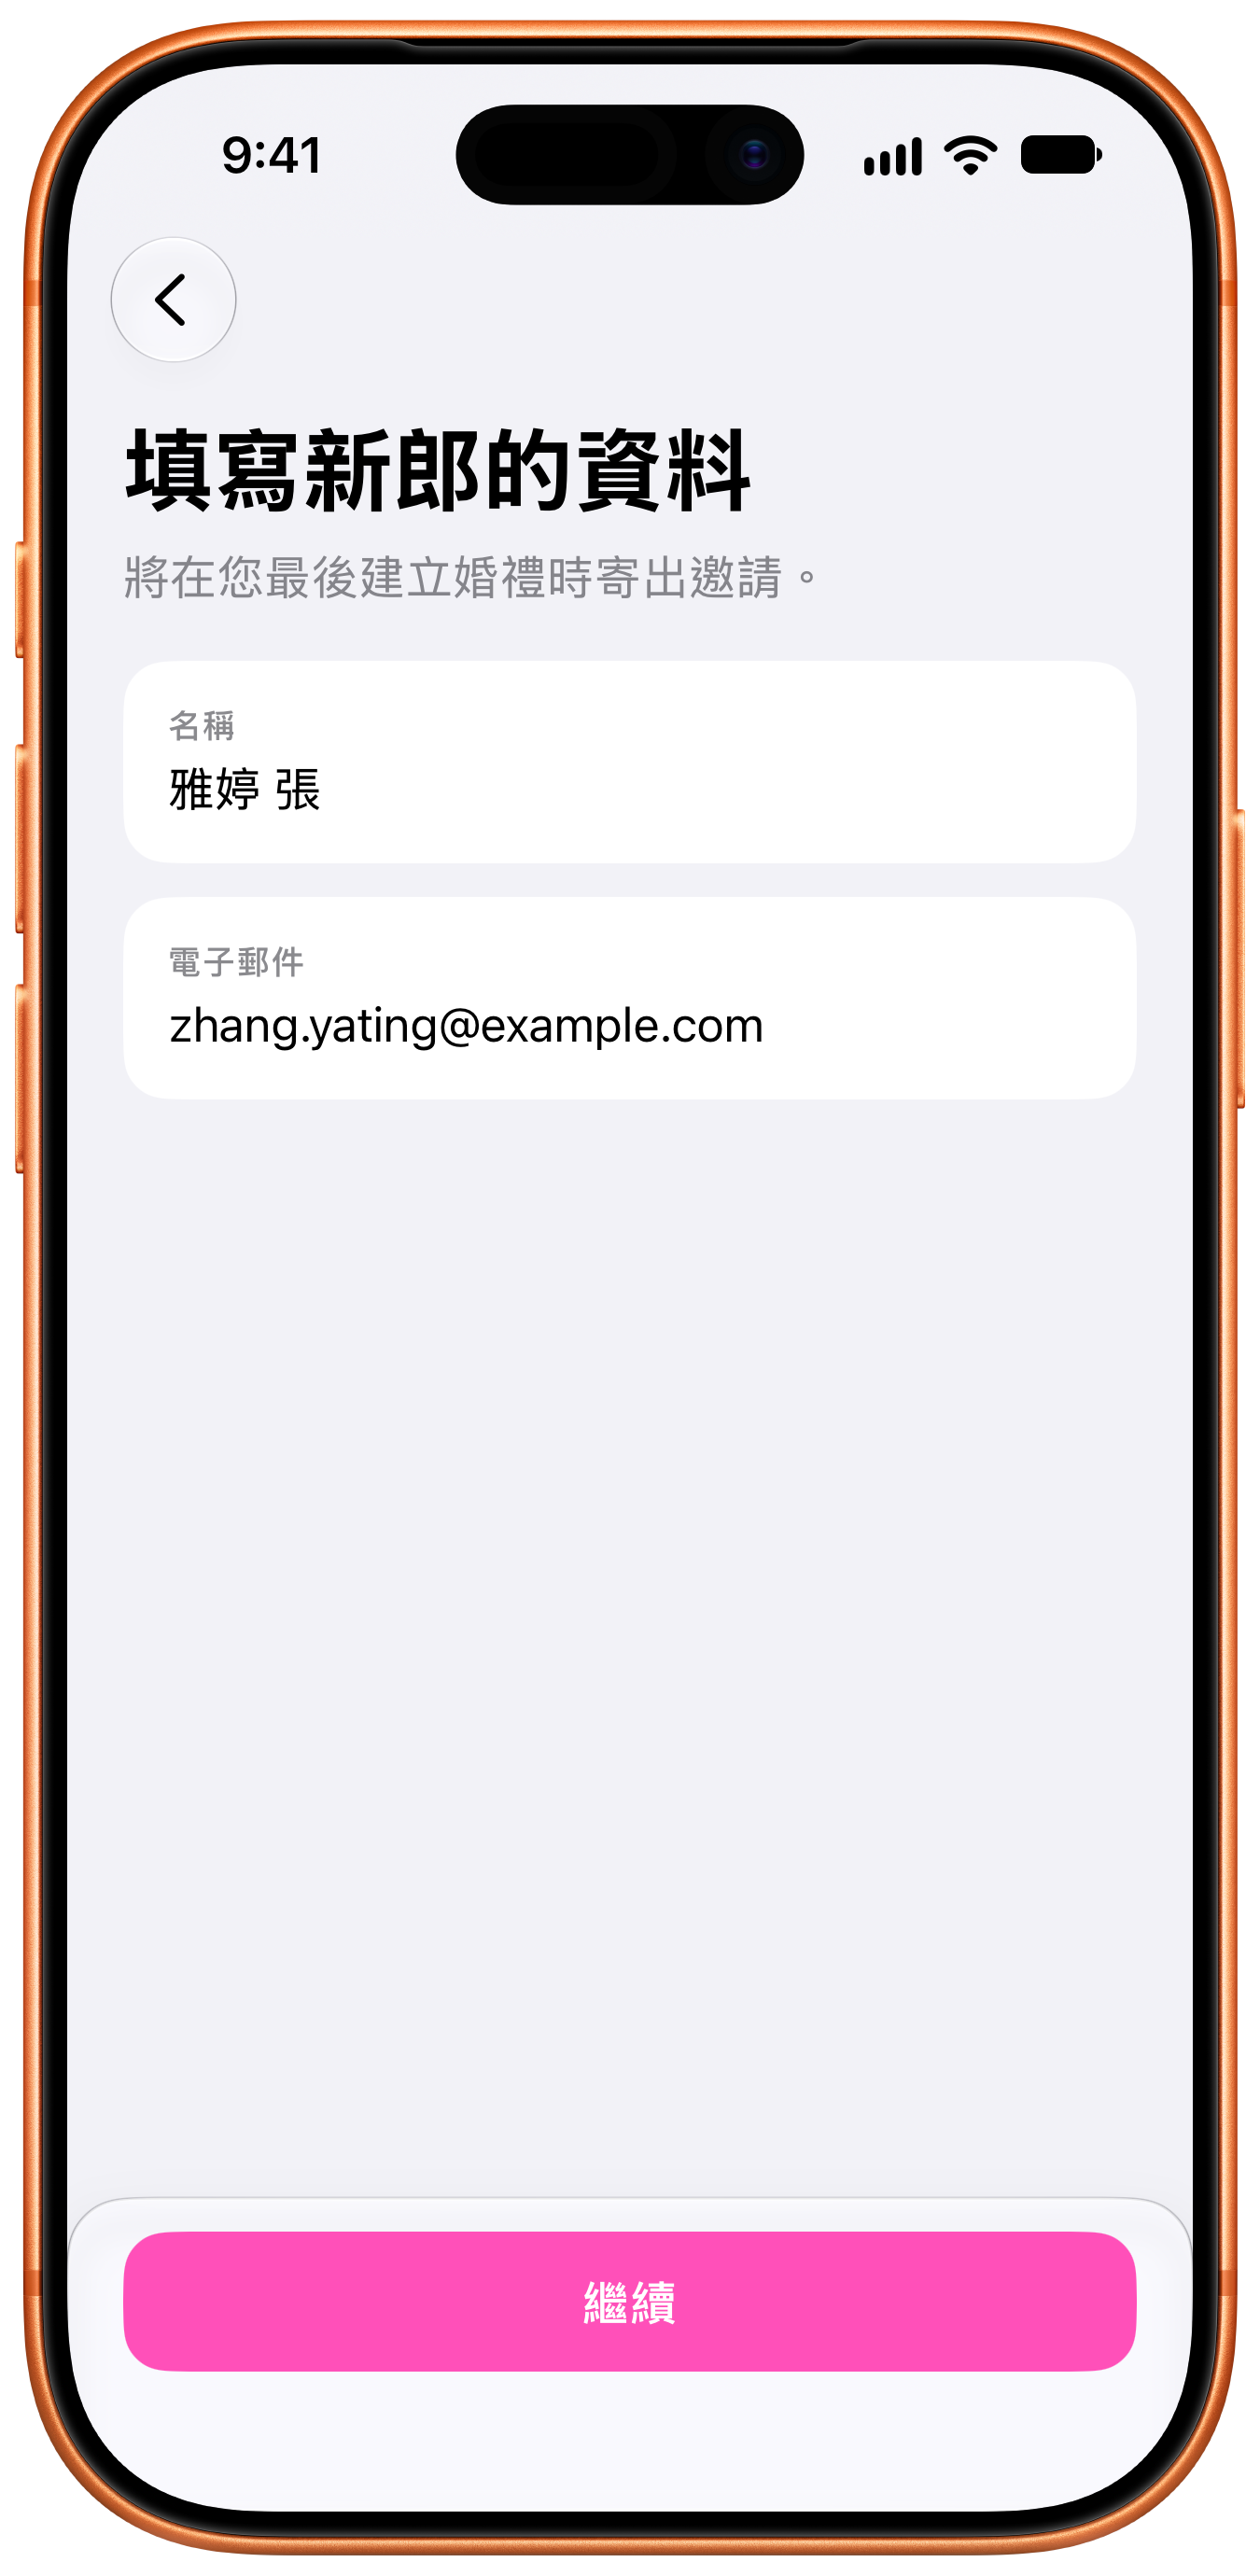 9:41
填寫新郎的資料
將在您最後建立婚禮時寄出邀請。
名稱
雅婷 張
電子郵件
zhang.yating@example.com
繼續